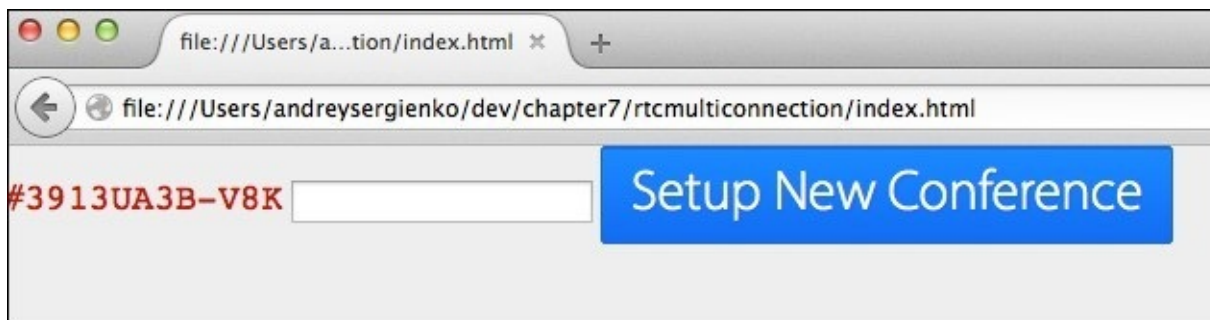 file:///Users/a...tion/index.html
file:///Users/andreysergienko/dev/chapter7/rtcmulticonnection/index.html
#3913UA3B-V8K Setup New Conference